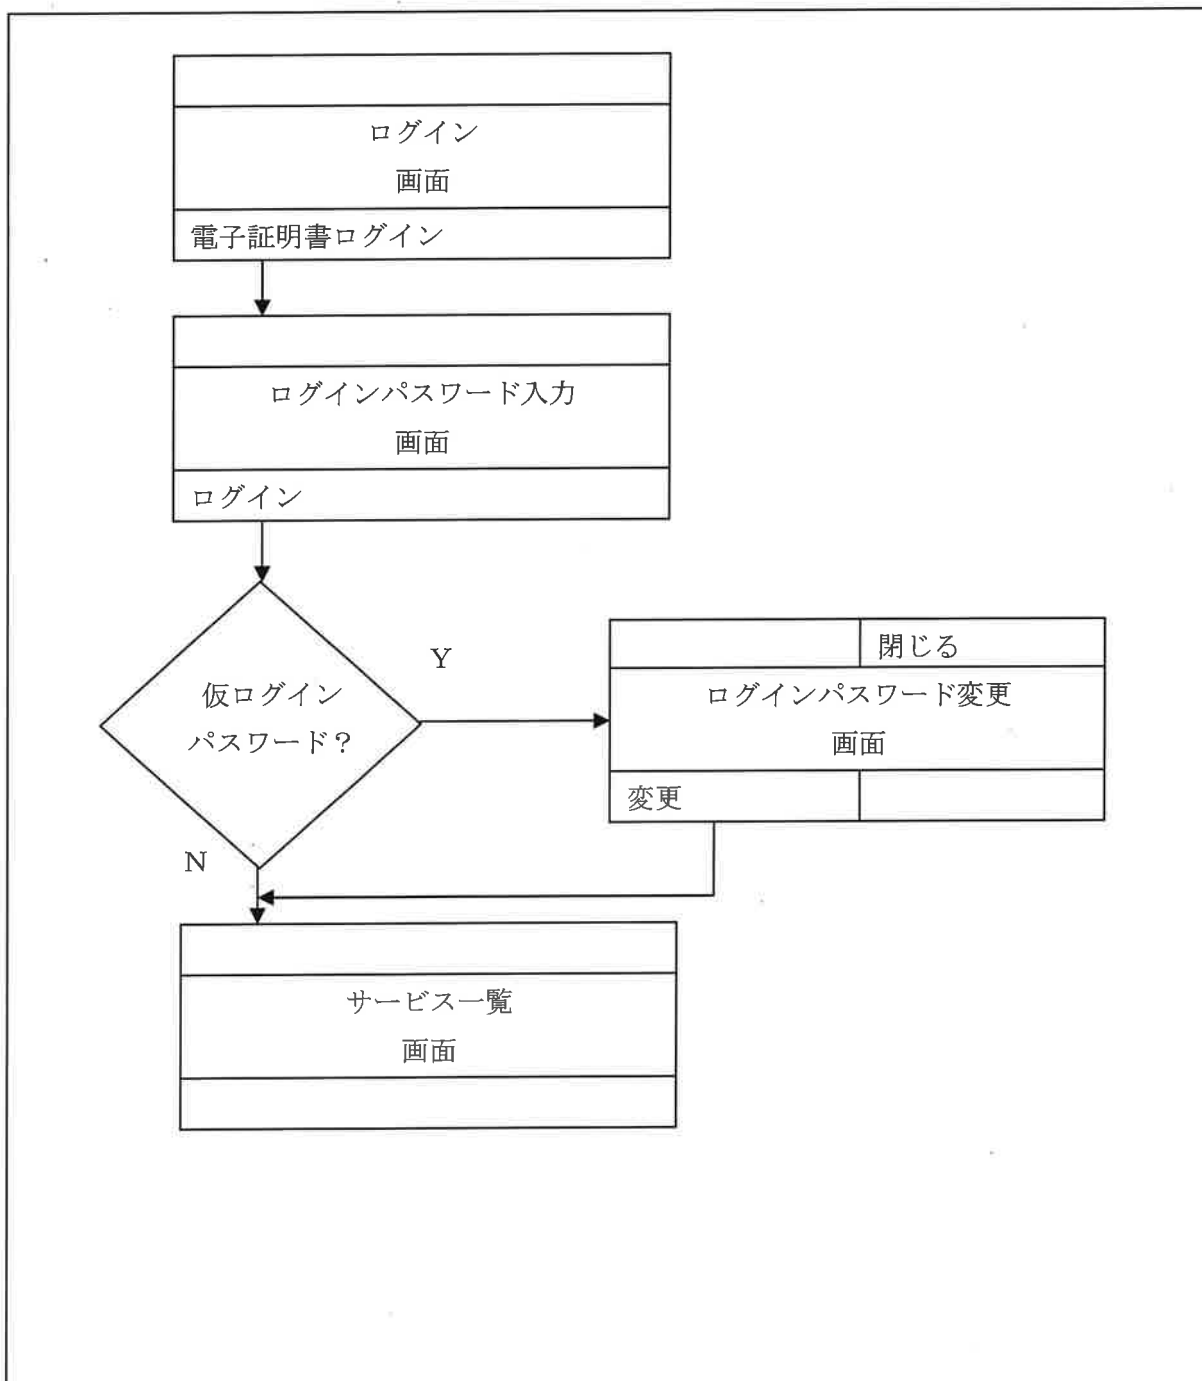 ログイン
画面
電子証明書ログイン
ログインパスワード入力
画面
ログイン
仮ログイン
パスワード？
Y
N
閉じる
ログインパスワード変更
画面
変更
サービス一覧
画面